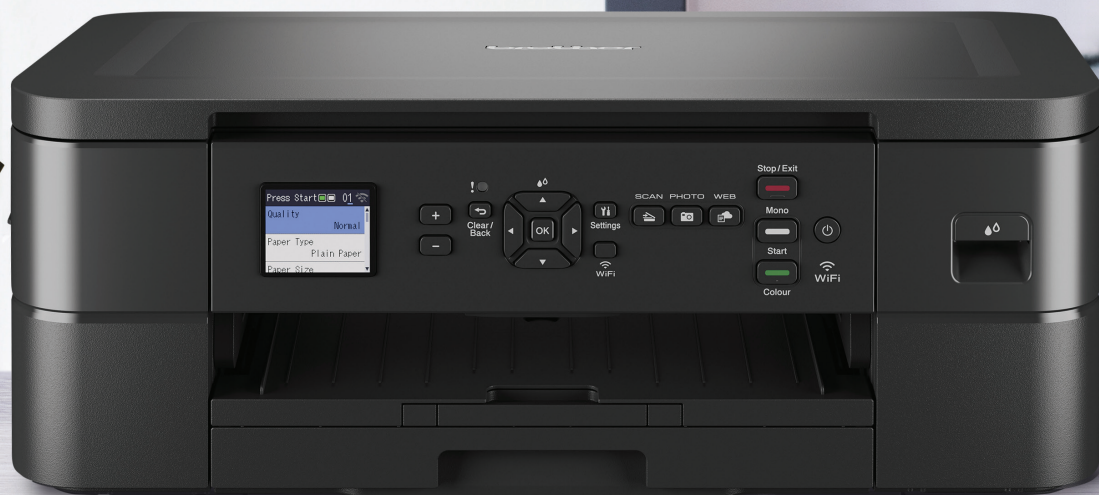 brother
Press Start 01
Quality
Normal
Paper Type
Plain Paper
Paper Size
+
-
!
Clear/
Back
OK
Settings
WiFi
SCAN PHOTO WEB
Stop/Exit
Mono
Start
Colour
WiFi